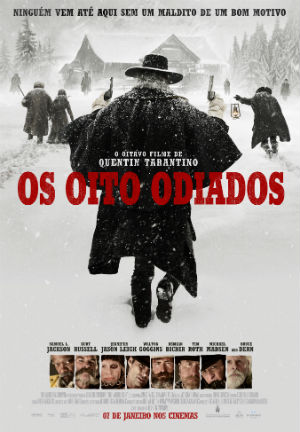 NINGUÉM VEM ATÉ AQUI SEM UM MALDITO DE UM BOM MOTIVO
O OITAVO FILME DE
QUENTIN TARANTINO
OS OITO ODIADOS
SAMUEL L. JACKSON
KURT RUSSELL
JENNIFER JASON LEIGH
WALTON GOGGINS
DEMIÁN BICHIR
TIM ROTH
MICHAEL MADSEN
BRUCE DERN
07 DE JANEIRO NOS CINEMAS